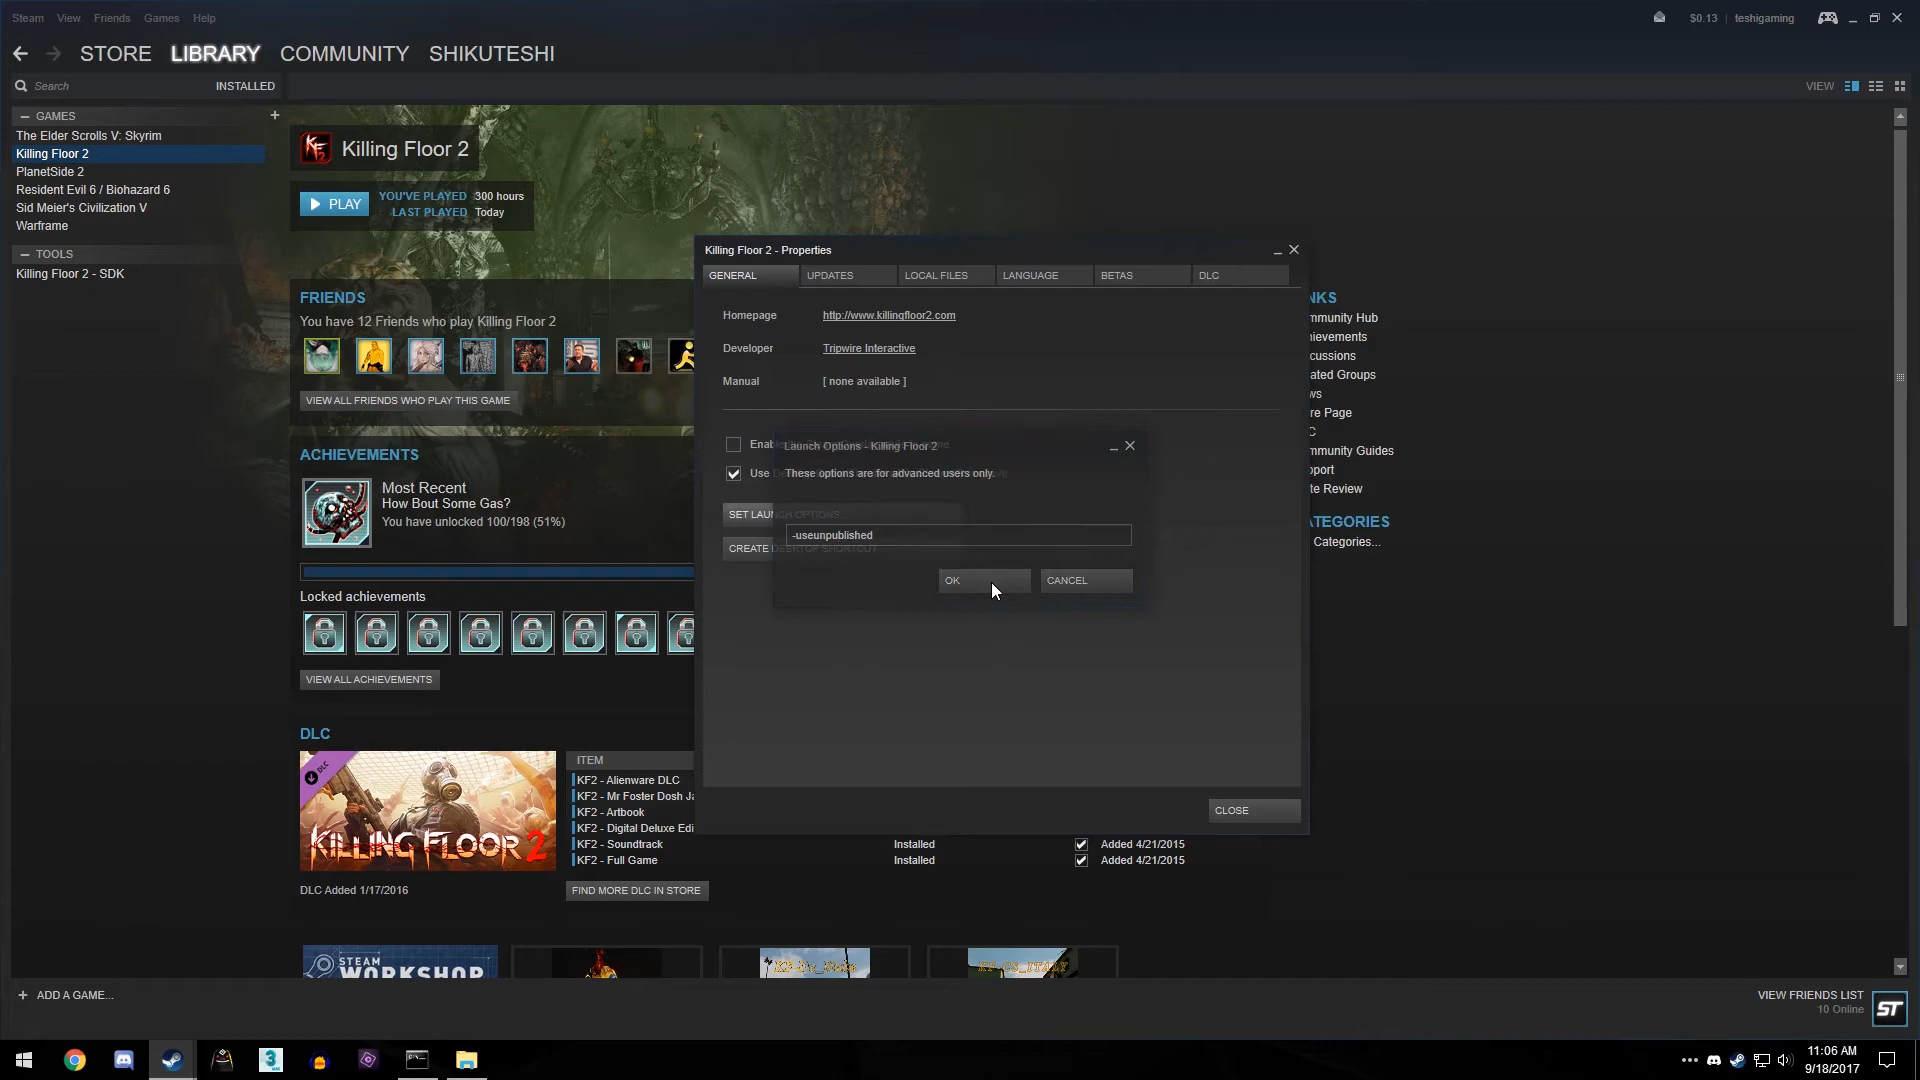 Steam View Friends Games Help
$0.13 | teshigaming
STORE LIBRARY COMMUNITY SHIKUTESHI
Search INSTALLED
VIEW
— GAMES +
The Elder Scrolls V: Skyrim
Killing Floor 2
PlanetSide 2
Resident Evil 6 / Biohazard 6
Sid Meier's Civilization V
Warframe
— TOOLS
Killing Floor 2 - SDK
KF2
Killing Floor 2
PLAY
YOU'VE PLAYED 300 hours
LAST PLAYED Today
FRIENDS
You have 12 Friends who play Killing Floor 2
VIEW ALL FRIENDS WHO PLAY THIS GAME
ACHIEVEMENTS
Most Recent
How Bout Some Gas?
You have unlocked 100/198 (51%)
Locked achievements
VIEW ALL ACHIEVEMENTS
DLC
DLC
KILLING FLOOR 2
DLC Added 1/17/2016
ITEM
KF2 - Alienware DLC
KF2 - Mr Foster Dosh Ja
KF2 - Artbook
KF2 - Digital Deluxe Edi
KF2 - Soundtrack Installed Added 4/21/2015
KF2 - Full Game Installed Added 4/21/2015
FIND MORE DLC IN STORE
STEAM
WORKSHOP
KF-CS_ITALY
Killing Floor 2 - Properties
GENERAL UPDATES LOCAL FILES LANGUAGE BETAS DLC
Homepage http://www.killingfloor2.com
Developer Tripwire Interactive
Manual [ none available ]
Enab
Use
SET LAUNCH OPTIONS...
CREATE DESKTOP SHORTCUT
Launch Options - Killing Floor 2
These options are for advanced users only.
-useunpublished
OK CANCEL
CLOSE
NKS
mmunity Hub
hievements
cussions
ated Groups
ws
re Page
C
mmunity Guides
pport
te Review
ATEGORIES
Categories...
+ ADD A GAME...
VIEW FRIENDS LIST
10 Online
ST
3
11:06 AM
9/18/2017